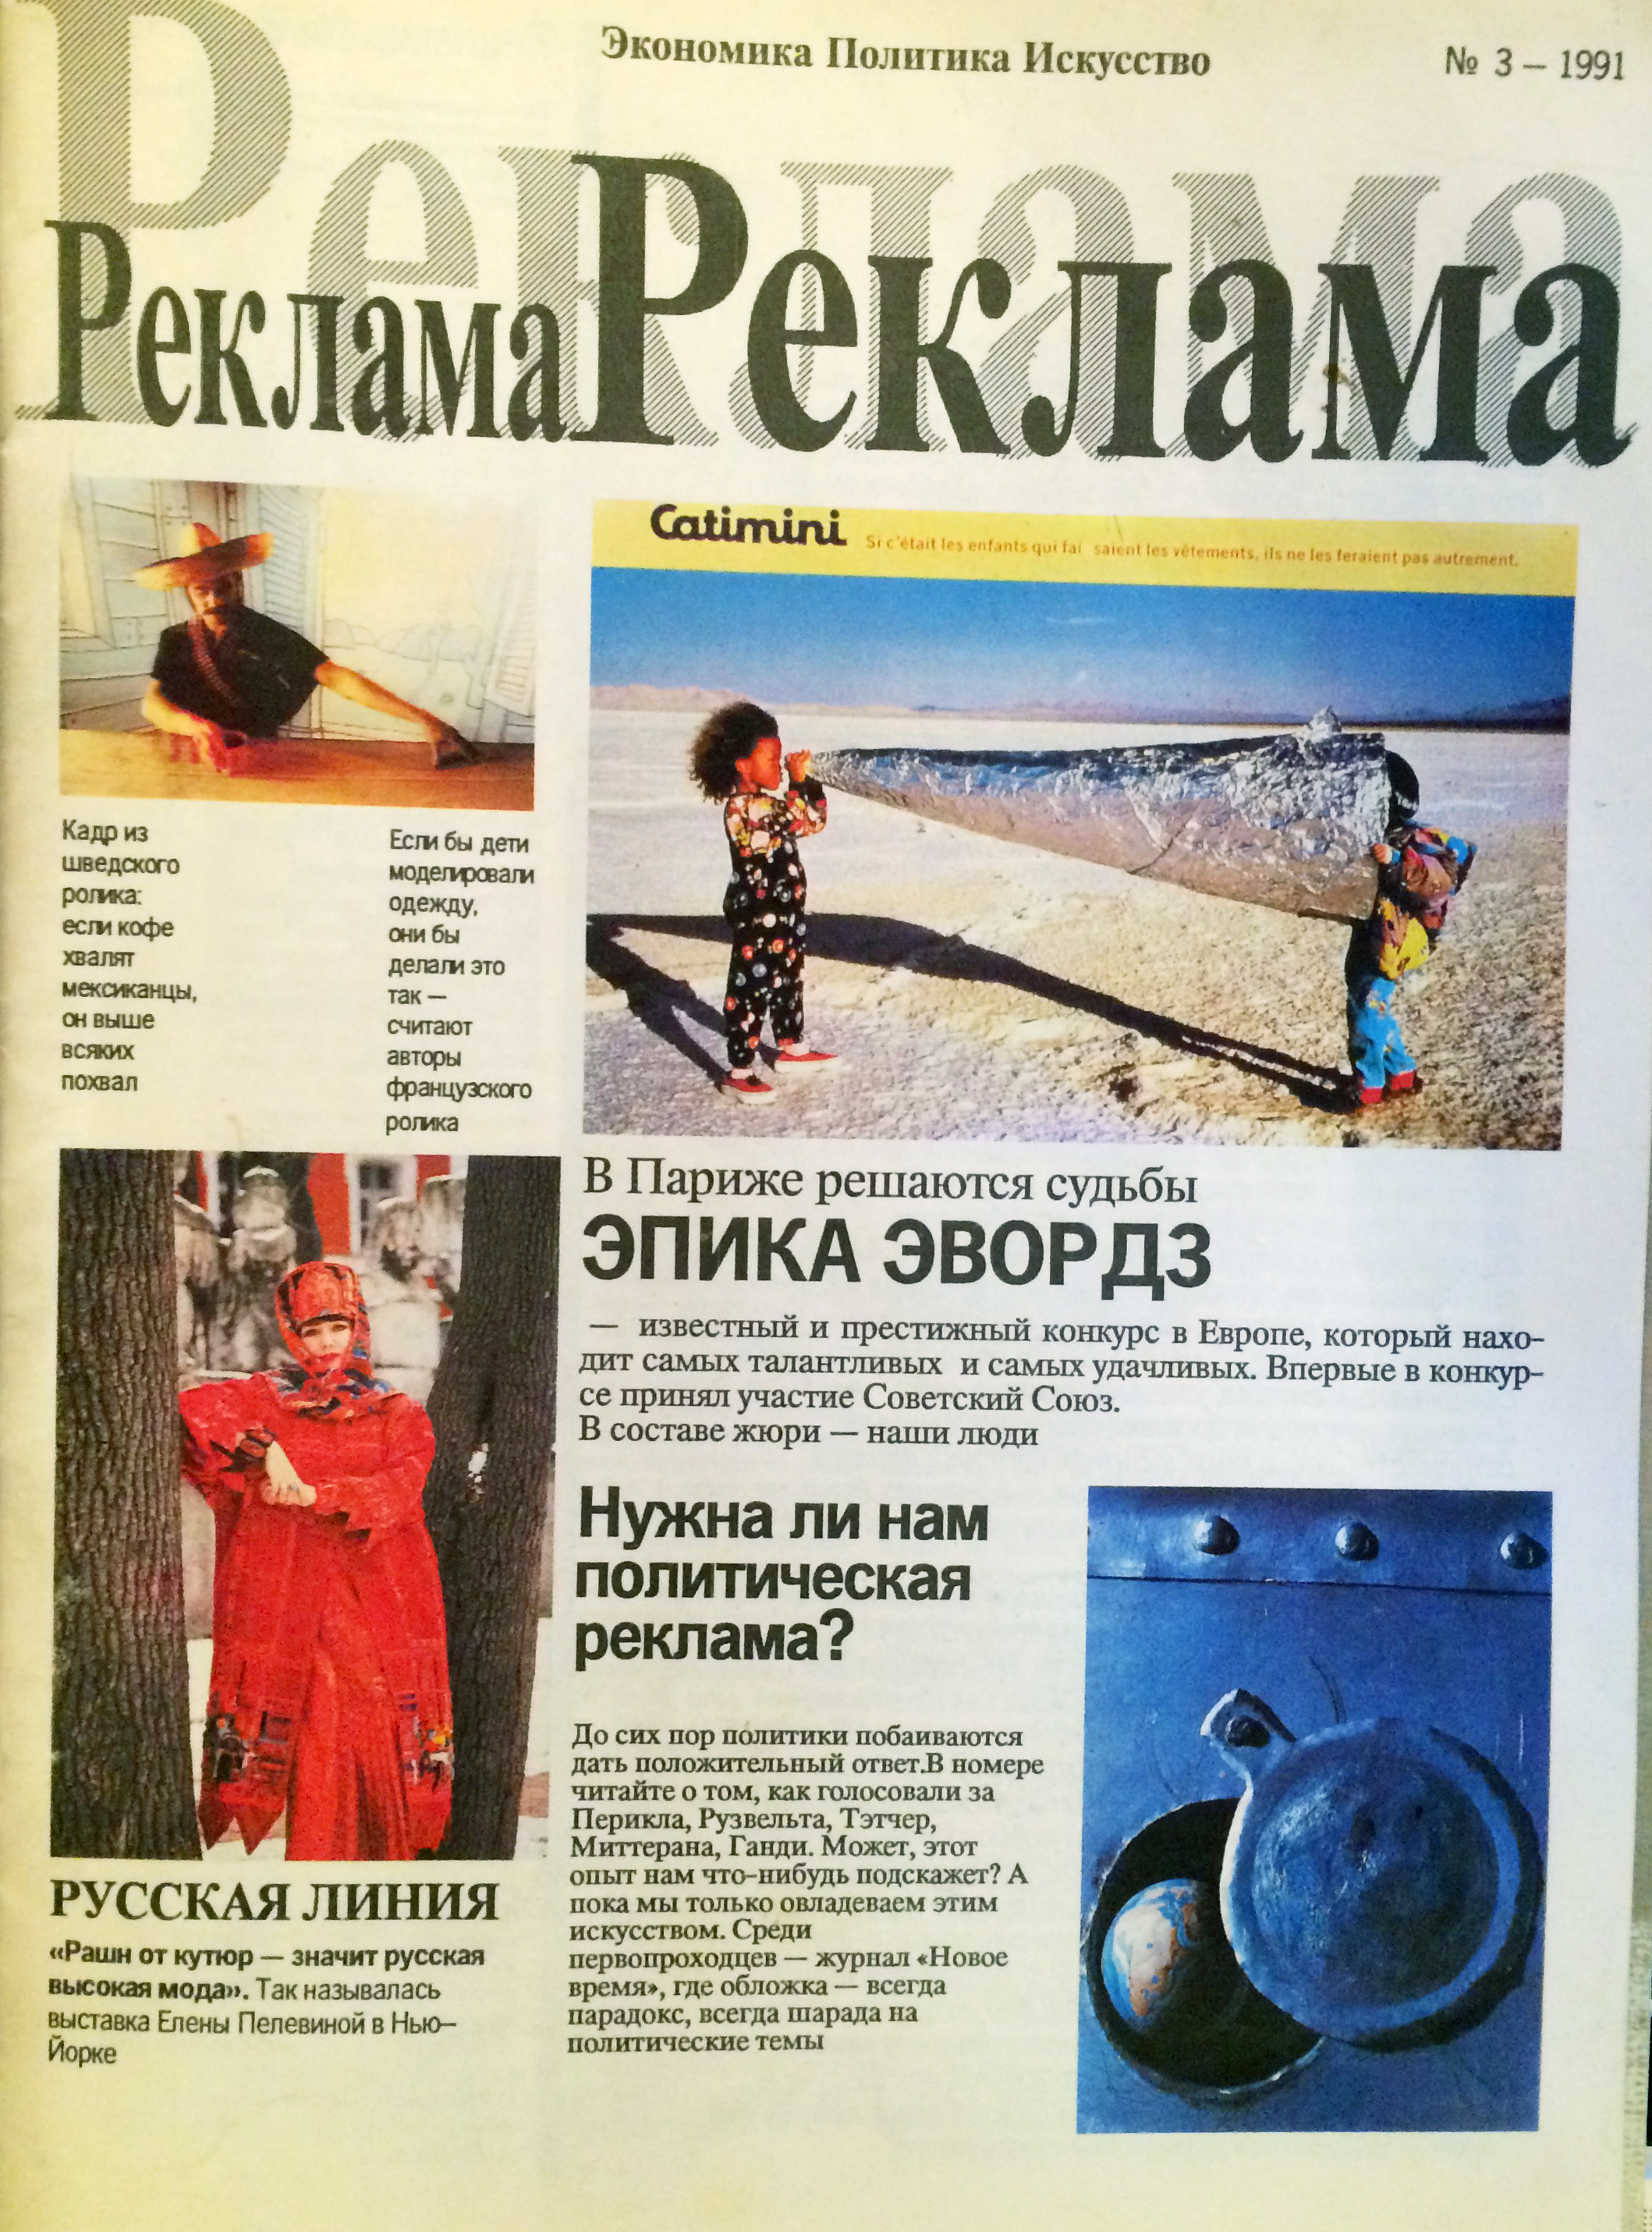 Экономика Политика Искусство
№ 3 – 1991
Реклама
РекламаРеклама
Catimini
Si c'était les enfants qui fai saient les vêtements, ils ne les feraient pas autrement.
Кадр из
шведского
ролика:
если кофе
хвалят
мексиканцы,
он выше
всяких
похвал
Если бы дети
моделировали
одежду,
они бы
делали это
так —
считают
авторы
французского
ролика
В Париже решаются судьбы
ЭПИКА ЭВОРДЗ
— известный и престижный конкурс в Европе, который нахо-
дит самых талантливых и самых удачливых. Впервые в конкур-
се принял участие Советский Союз.
В составе жюри — наши люди
Нужна ли нам
политическая
реклама?
До сих пор политики побаиваются
дать положительный ответ.В номере
читайте о том, как голосовали за
Перикла, Рузвельта, Тэтчер,
Миттерана, Ганди. Может, этот
опыт нам что-нибудь подскажет? А
пока мы только овладеваем этим
искусством. Среди
первопроходцев — журнал «Новое
время», где обложка — всегда
парадокс, всегда шарада на
политические темы
РУССКАЯ ЛИНИЯ
«Рашн от кутюр — значит русская
высокая мода». Так называлась
выставка Елены Пелевиной в Нью–
Йорке